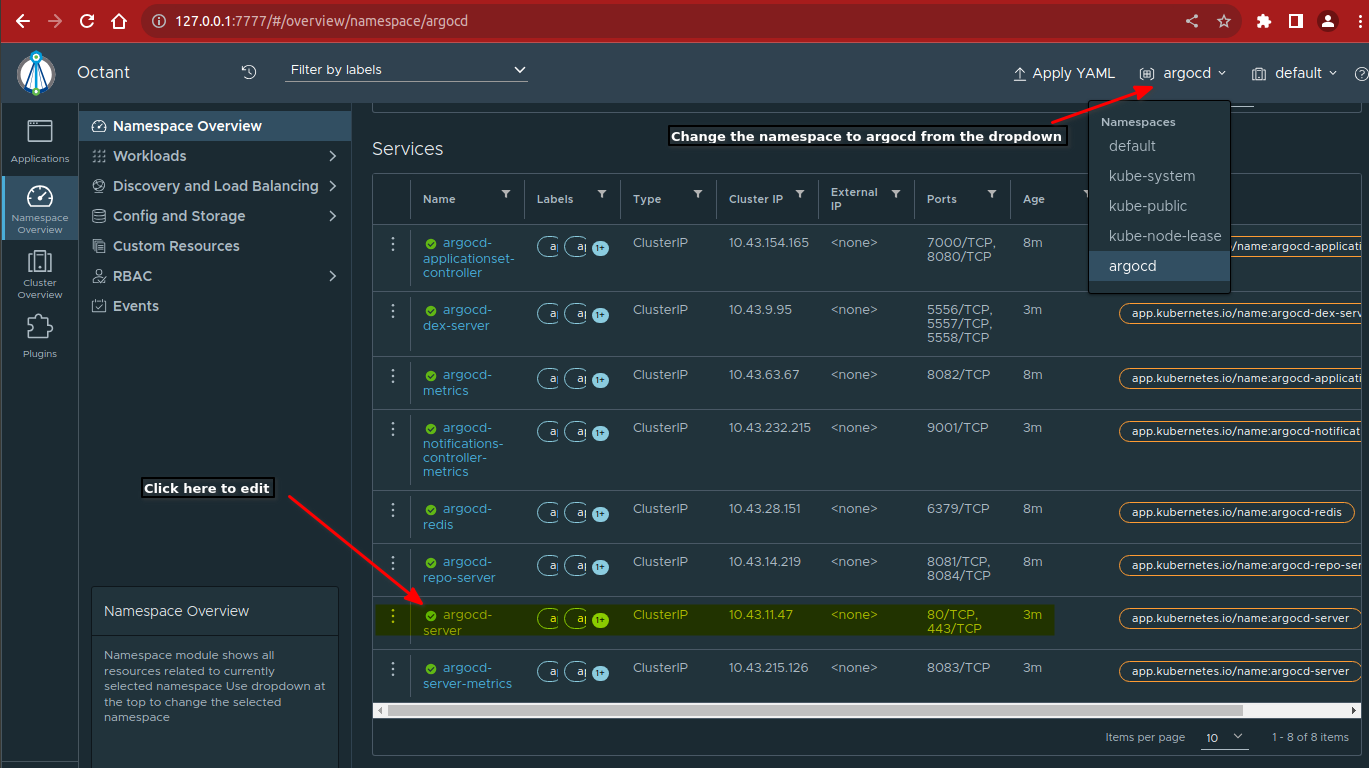 127.0.0.1:7777/#/overview/namespace/argocd
Octant
Filter by labels
Apply YAML
argocd
default
Applications
Namespace
Overview
Cluster
Overview
Plugins
Namespace Overview
Workloads
Discovery and Load Balancing
Config and Storage
Custom Resources
RBAC
Events
Click here to edit
Namespace Overview
Namespace module shows all
resources related to currently
selected namespace Use dropdown at
the top to change the selected
namespace
Change the namespace to argocd from the dropdown
Namespaces
default
kube-system
kube-public
kube-node-lease
argocd
Services
Name
Labels
Type
Cluster IP
External
IP
Ports
Age
argocd-
applicationset-
controller
1+
ClusterIP
10.43.154.165
<none>
7000/TCP,
8080/TCP
8m
io/name:argocd-applicati
argocd-
dex-server
1+
ClusterIP
10.43.9.95
<none>
5556/TCP,
5557/TCP,
5558/TCP
3m
app.kubernetes.io/name:argocd-dex-serv
argocd-
metrics
1+
ClusterIP
10.43.63.67
<none>
8082/TCP
8m
app.kubernetes.io/name:argocd-applicati
argocd-
notifications-
controller-
metrics
1+
ClusterIP
10.43.232.215
<none>
9001/TCP
3m
app.kubernetes.io/name:argocd-notificat
argocd-
redis
1+
ClusterIP
10.43.28.151
<none>
6379/TCP
8m
app.kubernetes.io/name:argocd-redis
argocd-
repo-server
1+
ClusterIP
10.43.14.219
<none>
8081/TCP,
8084/TCP
8m
app.kubernetes.io/name:argocd-repo-ser
argocd-
server
1+
ClusterIP
10.43.11.47
<none>
80/TCP,
443/TCP
3m
app.kubernetes.io/name:argocd-server
argocd-
server-metrics
1+
ClusterIP
10.43.215.126
<none>
8083/TCP
3m
app.kubernetes.io/name:argocd-server
Items per page
10
1 - 8 of 8 items